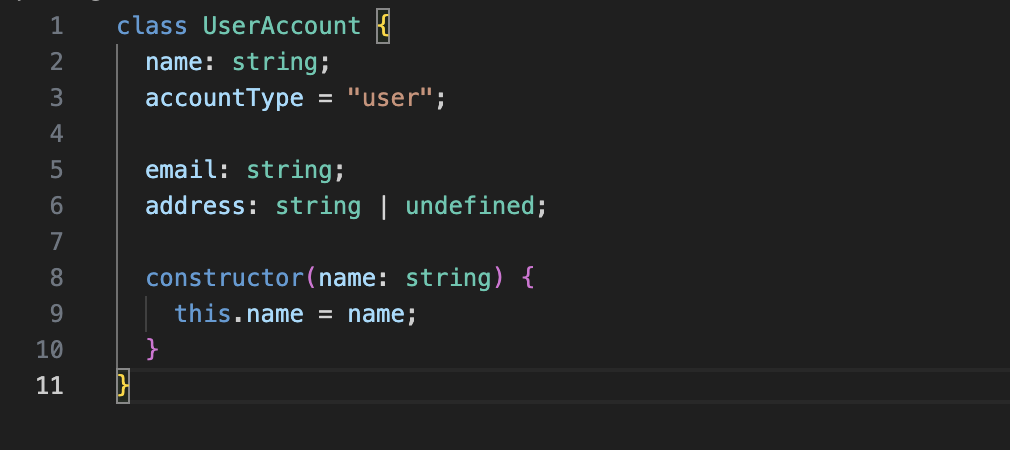 1 class UserAccount {
2 name: string;
3 accountType = "user";
4
5 email: string;
6 address: string | undefined;
7
8 constructor(name: string) {
9 this.name = name;
10 }
11 }